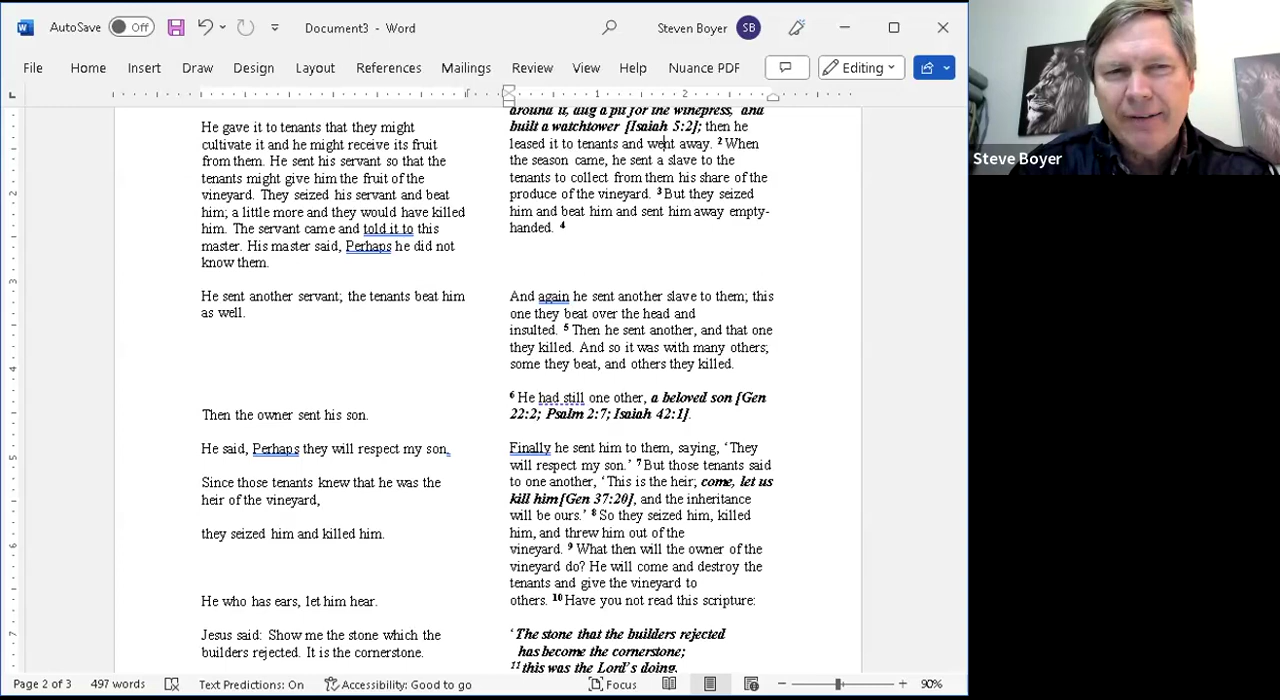 AutoSave Off Document3 - Word Steven Boyer SB
File Home Insert Draw Design Layout References Mailings Review View Help Nuance PDF Editing
1 2
He gave it to tenants that they might
cultivate it and he might receive its fruit
from them. He sent his servant so that the
tenants might give him the fruit of the
vineyard. They seized his servant and beat
him; a little more and they would have killed
him. The servant came and told it to this
master. His master said, Perhaps he did not
know them.
He sent another servant; the tenants beat him
as well.
Then the owner sent his son.
He said, Perhaps they will respect my son,
Since those tenants knew that he was the
heir of the vineyard,
they seized him and killed him.
He who has ears, let him hear.
Jesus said: Show me the stone which the
builders rejected. It is the cornerstone.
around it, dug a pit for the winepress, and
built a watchtower [Isaiah 5:2]; then he
leased it to tenants and went away. 2 When
the season came, he sent a slave to the
tenants to collect from them his share of the
produce of the vineyard. 3 But they seized
him and beat him and sent him away empty-
handed. 4
And again he sent another slave to them; this
one they beat over the head and
insulted. 5 Then he sent another, and that one
they killed. And so it was with many others;
some they beat, and others they killed.
6 He had still one other, a beloved son [Gen
22:2; Psalm 2:7; Isaiah 42:1].
Finally he sent him to them, saying, ‘They
will respect my son.’ 7 But those tenants said
to one another, ‘This is the heir; come, let us
kill him [Gen 37:20], and the inheritance
will be ours.’ 8 So they seized him, killed
him, and threw him out of the
vineyard. 9 What then will the owner of the
vineyard do? He will come and destroy the
tenants and give the vineyard to
others. 10 Have you not read this scripture:
‘The stone that the builders rejected
has become the cornerstone;
11 this was the Lord’s doing,
2
3
4
5
6
7
Page 2 of 3 497 words Text Predictions: On Accessibility: Good to go Focus 90%
Steve Boyer